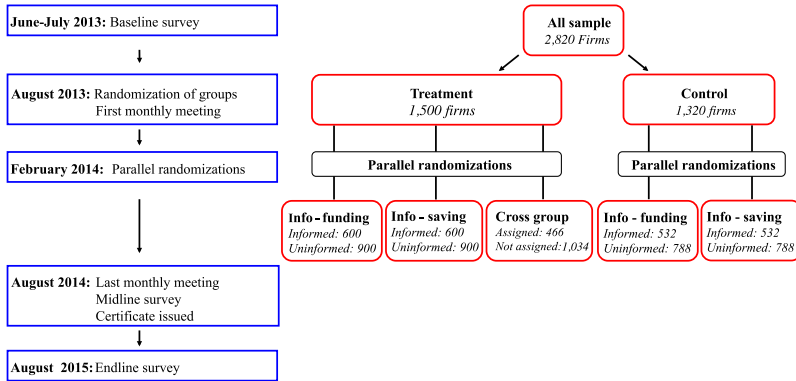 June-July 2013: Baseline survey
August 2013: Randomization of groups
First monthly meeting
February 2014: Parallel randomizations
August 2014: Last monthly meeting
Midline survey
Certificate issued
August 2015: Endline survey
All sample
2,820 Firms
Treatment
1,500 firms
Control
1,320 firms
Parallel randomizations
Parallel randomizations
Info - funding
Informed: 600
Uninformed: 900
Info - saving
Informed: 600
Uninformed: 900
Cross group
Assigned: 466
Not assigned:1,034
Info - funding
Informed: 532
Uninformed: 788
Info - saving
Informed: 532
Uninformed: 788